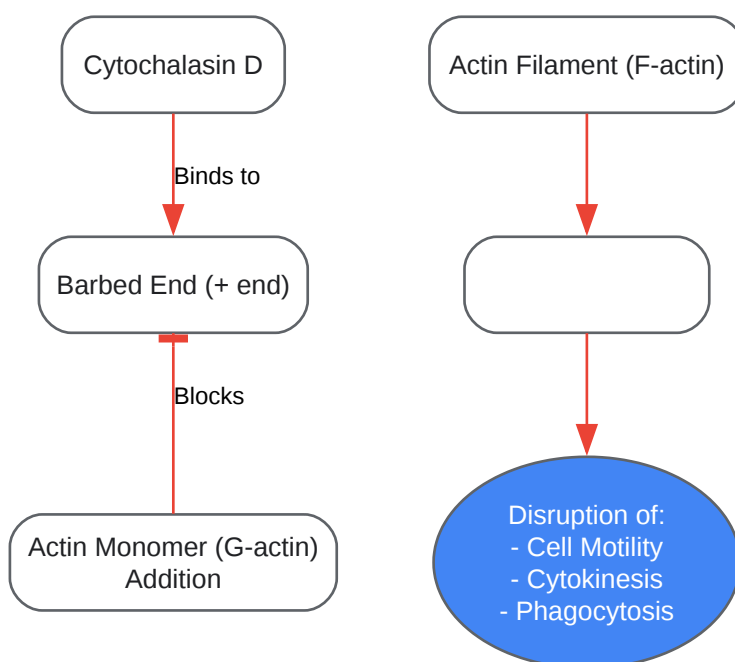 Cytochalasin D
Binds to
Barbed End (+ end)
Blocks
Actin Monomer (G-actin)
Addition
Actin Filament (F-actin)
Disruption of:
- Cell Motility
- Cytokinesis
- Phagocytosis